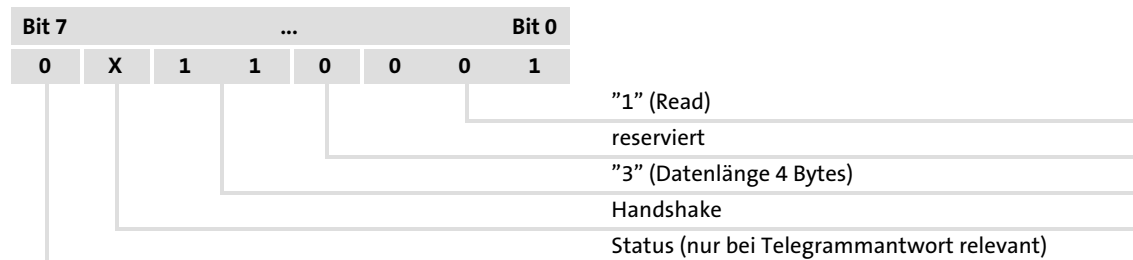 Bit 7 ... Bit 0
0 X 1 1 0 0 0 1
”1” (Read)
reserviert
”3” (Datenlänge 4 Bytes)
Handshake
Status (nur bei Telegrammantwort relevant)